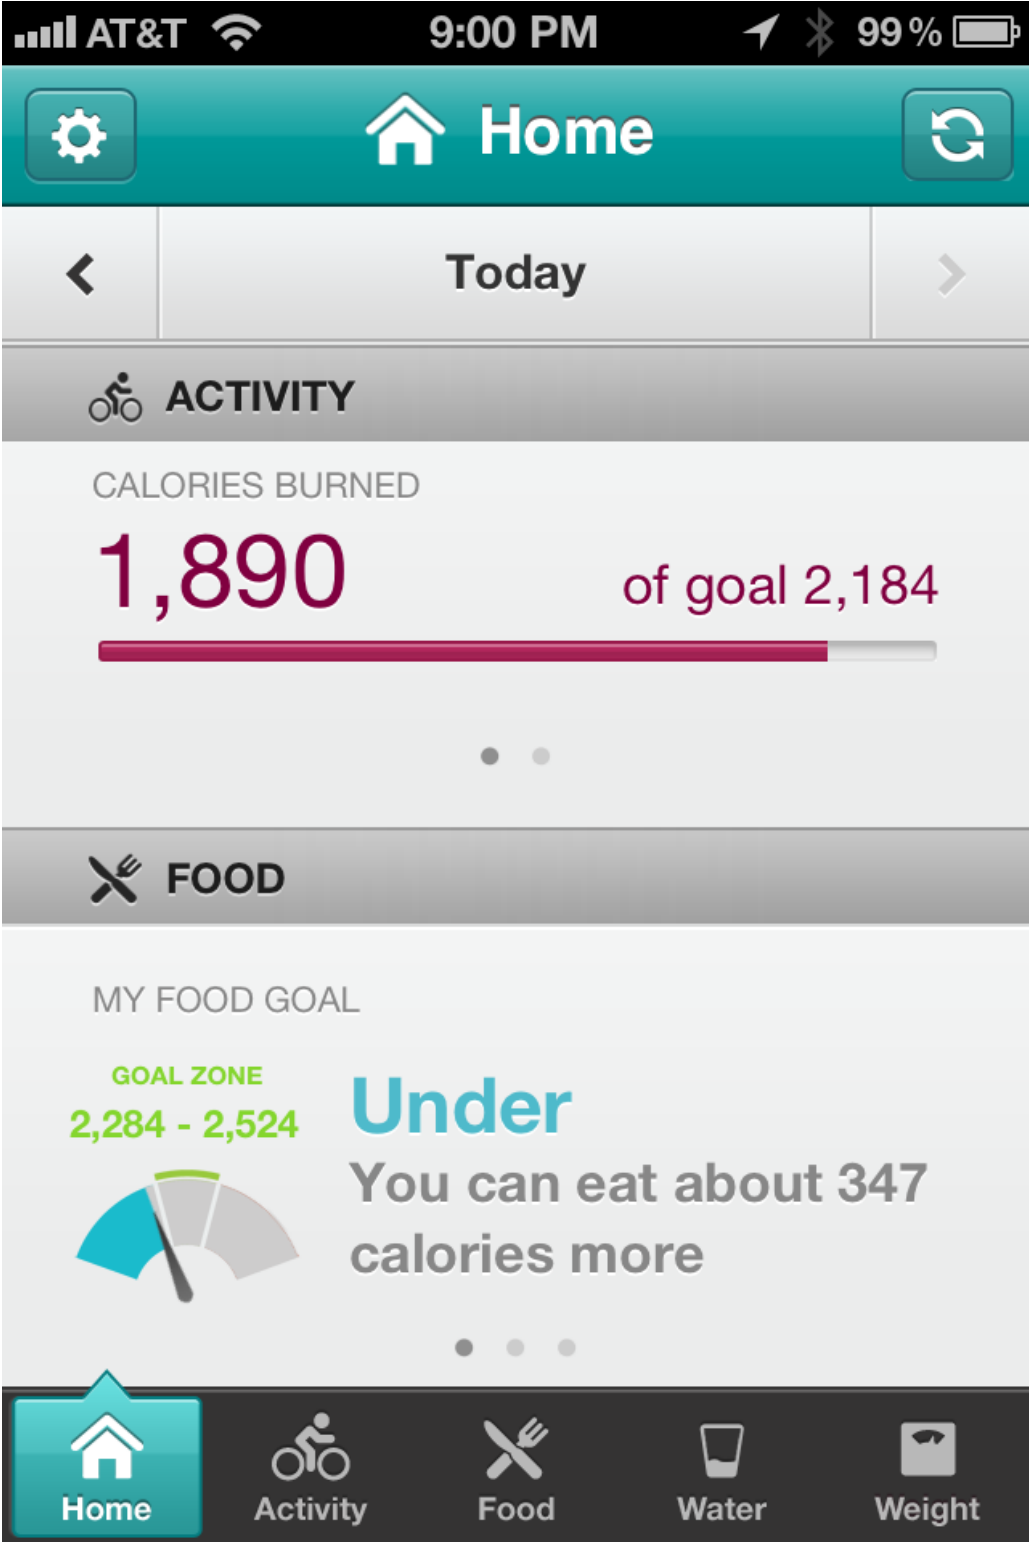 AT&T 9:00 PM 99%
Home
Today
ACTIVITY
CALORIES BURNED
1,890 of goal 2,184
FOOD
MY FOOD GOAL
GOAL ZONE
2,284 - 2,524
Under
You can eat about 347
calories more
Home Activity Food Water Weight